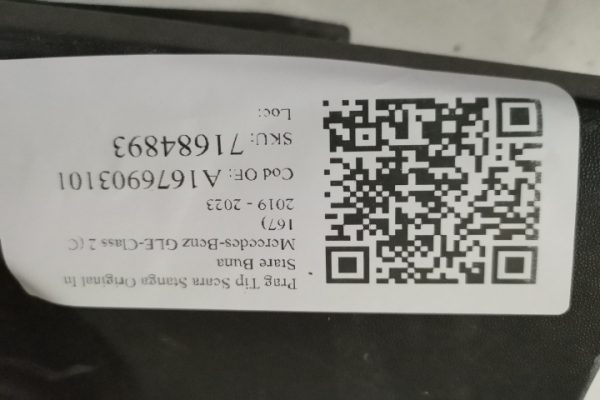 Prag Tip Scara Stanga Original In
Stare Buna
Mercedes-Benz GLE-Class 2 (C
167)
2019 - 2023
Cod OE: A1676903101
SKU: 71684893
Loc: